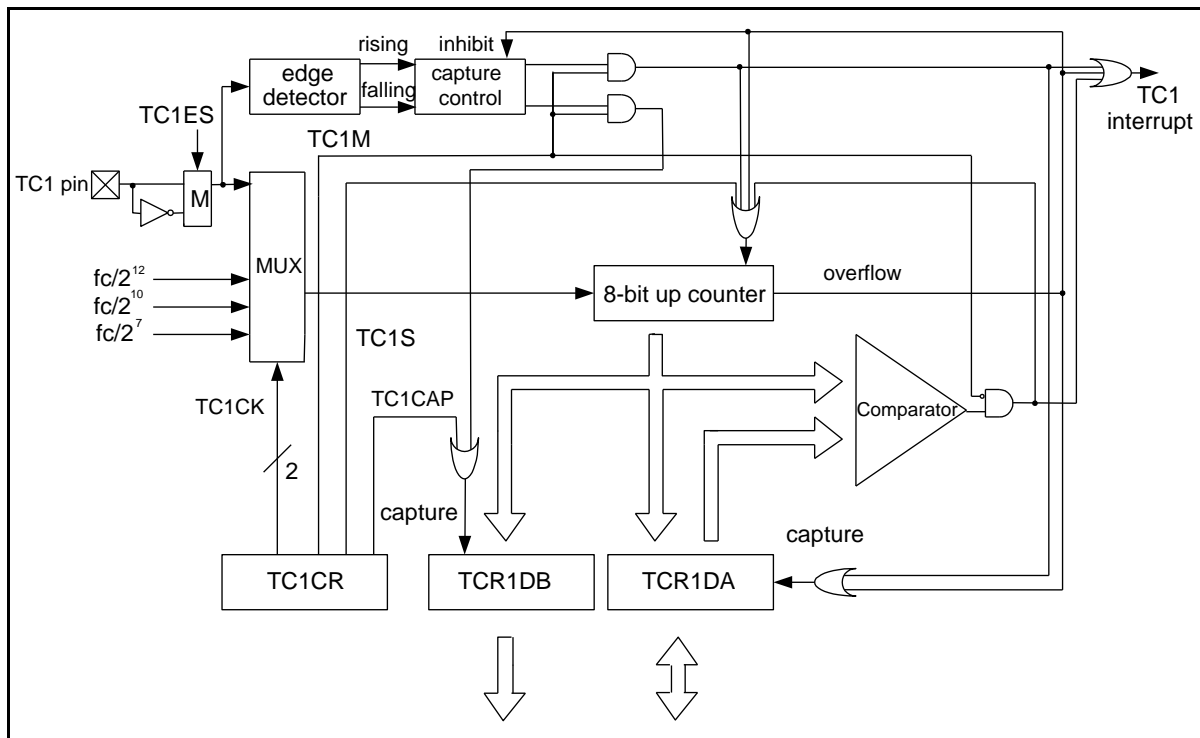 rising
inhibit
edge
detector
capture
control
falling
TC1
interrupt
TC1ES
TC1M
TC1 pin
M
MUX
fc/2¹²
fc/2¹⁰
fc/2⁷
8-bit up counter
overflow
TC1S
TC1CK
TC1CAP
Comparator
2
capture
capture
TC1CR
TCR1DB
TCR1DA